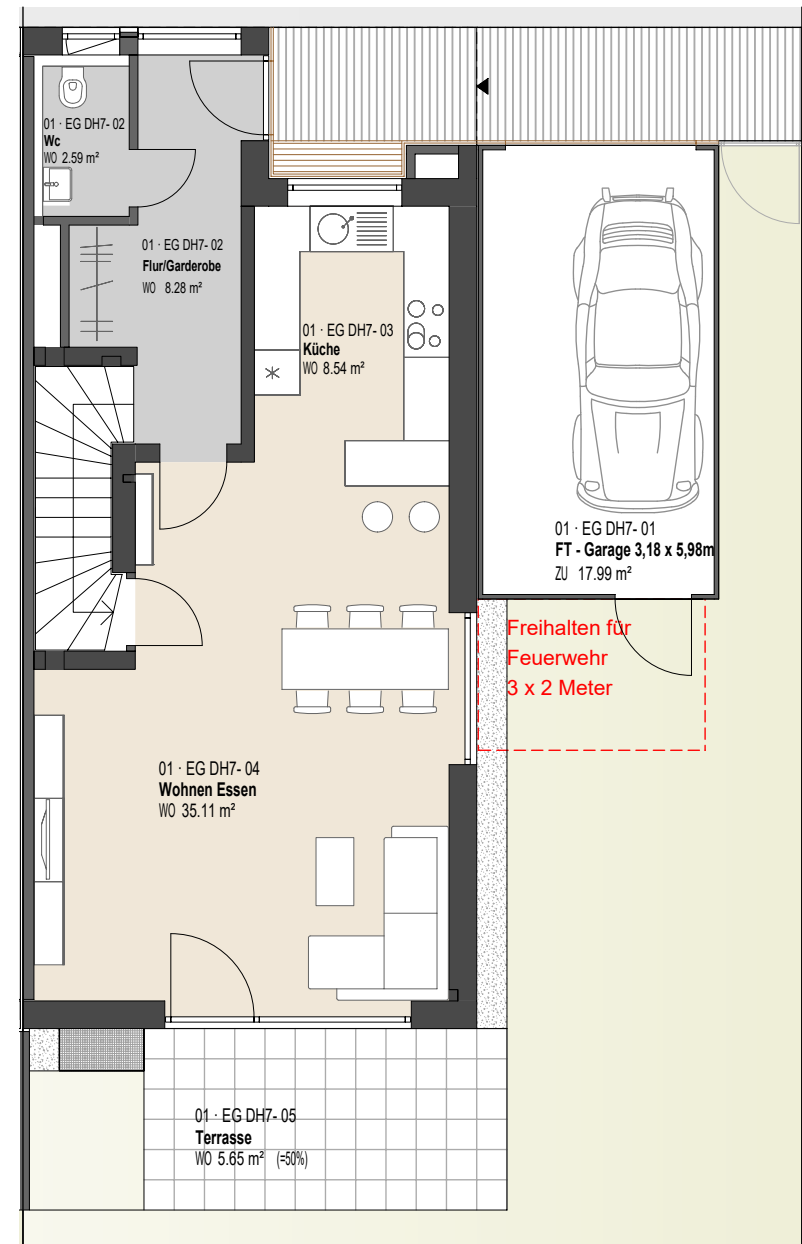 01 · EG DH7- 02
Wc
WO 2.59 m²
01 · EG DH7- 02
Flur/Garderobe
WO 8.28 m²
01 · EG DH7- 03
Küche
WO 8.54 m²
01 · EG DH7- 01
FT - Garage 3,18 x 5,98m
ZU 17.99 m²
Freihalten für
Feuerwehr
3 x 2 Meter
01 · EG DH7- 04
Wohnen Essen
WO 35.11 m²
01 · EG DH7- 05
Terrasse
WO 5.65 m² (=50%)